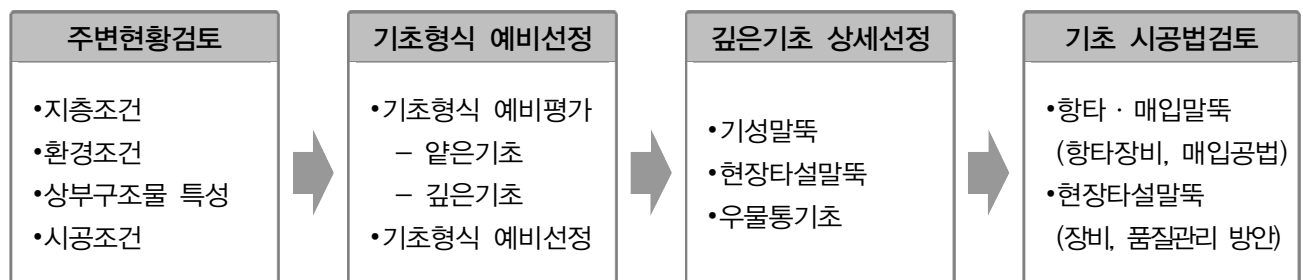 주변현황검토
•지층조건
•환경조건
•상부구조물 특성
•시공조건
기초형식 예비선정
•기초형식 예비평가
– 얕은기초
– 깊은기초
•기초형식 예비선정
깊은기초 상세선정
•기성말뚝
•현장타설말뚝
•우물통기초
기초 시공법검토
•항타 · 매입말뚝
(항타장비, 매입공법)
•현장타설말뚝
(장비, 품질관리 방안)